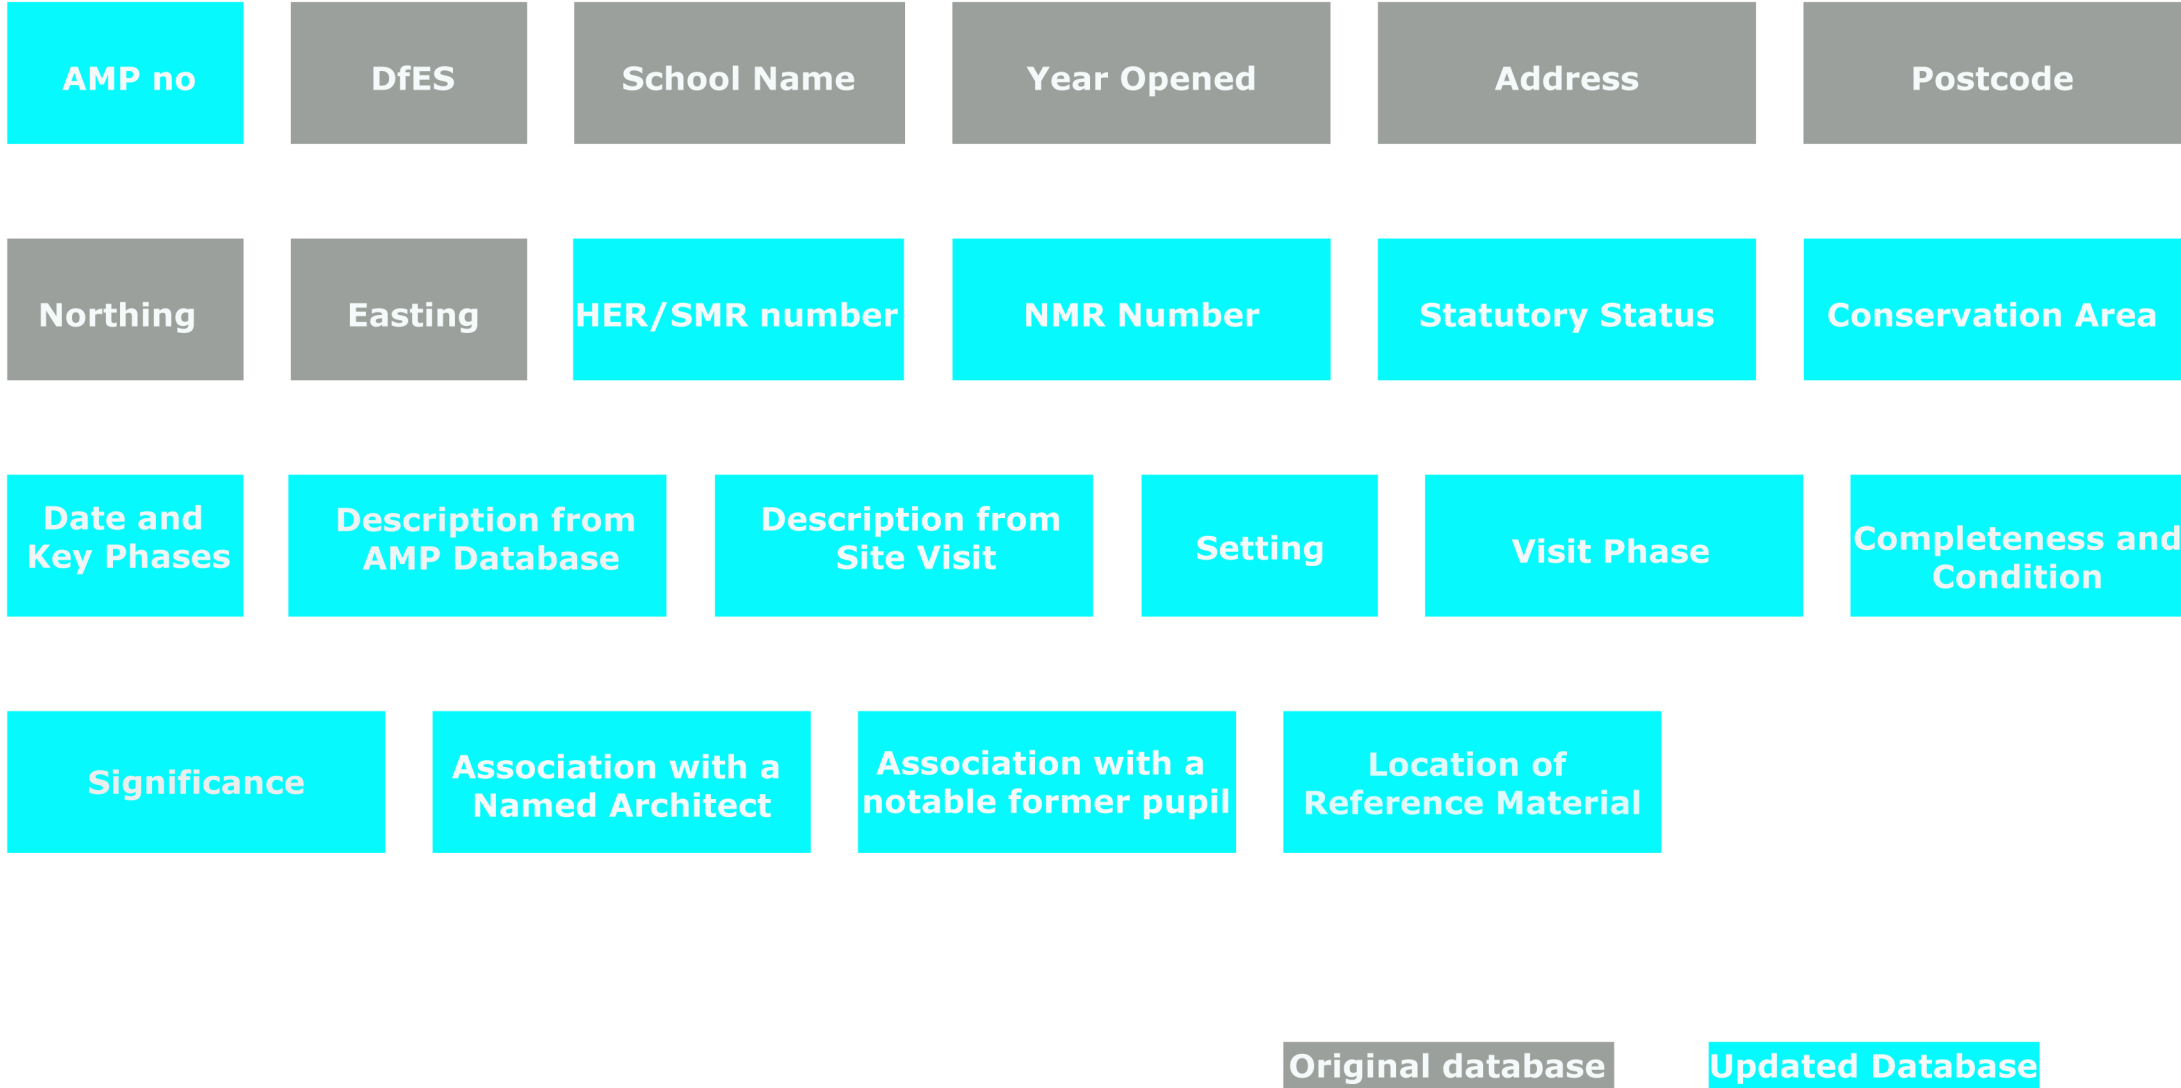 AMP no
DfES
School Name
Year Opened
Address
Postcode
Northing
Easting
HER/SMR number
NMR Number
Statutory Status
Conservation Area
Date and
Key Phases
Description from
AMP Database
Description from
Site Visit
Setting
Visit Phase
Completeness and
Condition
Significance
Association with a
Named Architect
Association with a
notable former pupil
Location of
Reference Material
Original database
Updated Database